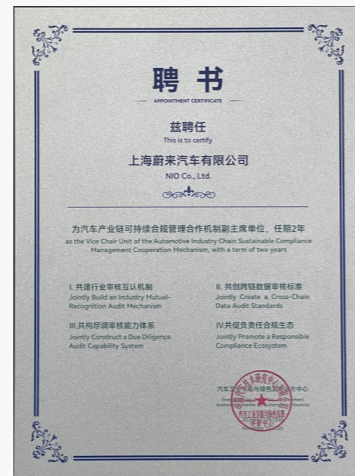 聘 书
APPOINTMENT CERTIFICATE
兹聘任
This is to certify
上海蔚来汽车有限公司
NIO Co., Ltd.
为汽车产业链可持续合规管理合作机制副主席单位，任期2年
as the Vice Chair Unit of the Automotive Industry Chain Sustainable Compliance
Management Cooperation Mechanism, with a term of two years
I. 共建行业审核互认机制
Jointly Build an Industry Mutual-
Recognition Audit Mechanism
II. 共创跨链数据审核标准
Jointly Create a Cross-Chain
Data Audit Standards
III.共构尽调审核能力体系
Jointly Construct a Due Diligence
Audit Capability System
IV.共促负责任合规生态
Jointly Promote a Responsible
Compliance Ecosystem